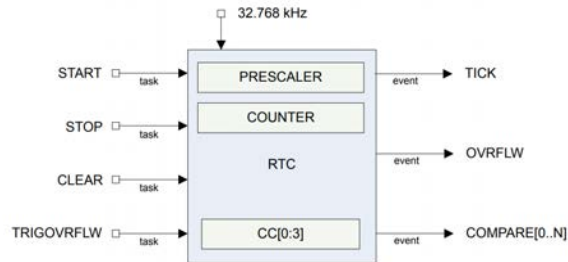 32.768 kHz
START
task
PRESCALER
event
TICK
STOP
task
COUNTER
RTC
event
OVRFLW
CLEAR
task
TRIGOVRFLW
task
CC[0:3]
event
COMPARE[0..N]